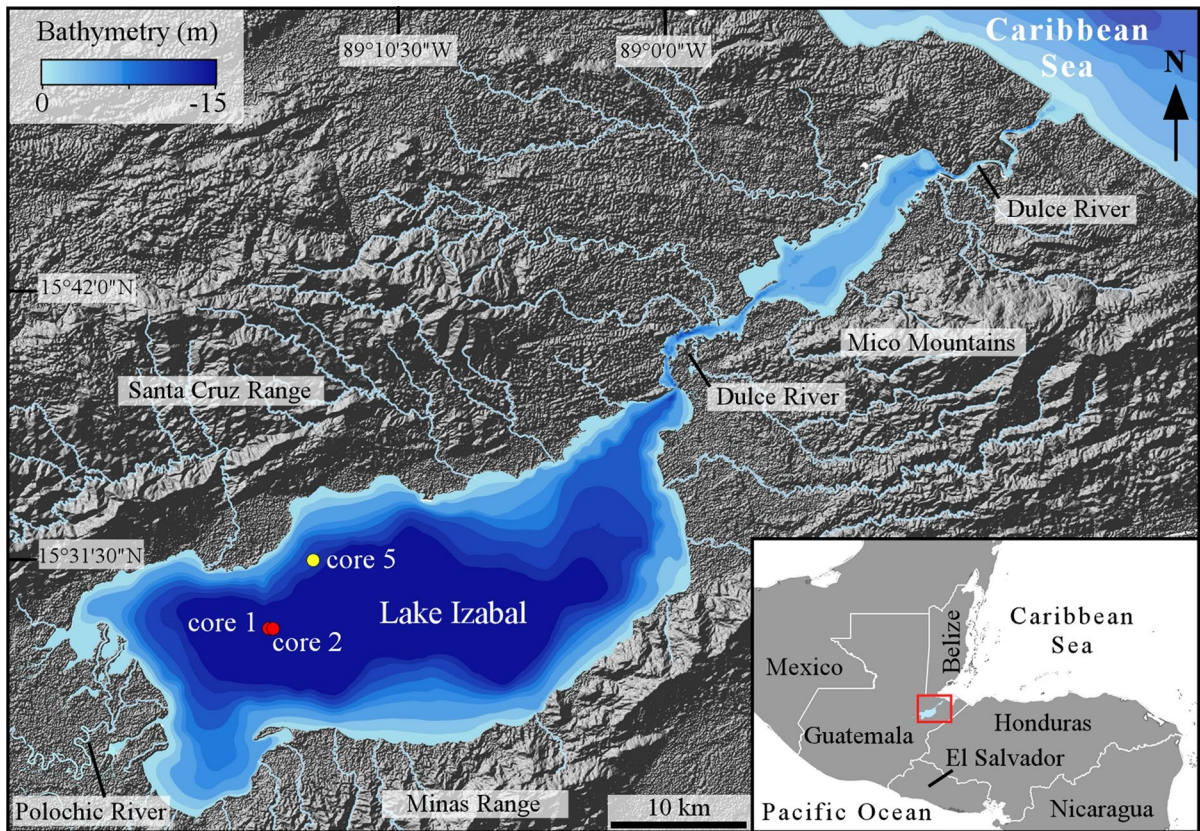 Bathymetry (m)
0
-15
89°10'30"W
89°0'0"W
Caribbean
Sea
N
Dulce River
15°42'0"N
Mico Mountains
Santa Cruz Range
Dulce River
15°31'30"N
core 5
core 1
core 2
Lake Izabal
Polochic River
Minas Range
10 km
Mexico
Belize
Caribbean
Sea
Guatemala
Honduras
El Salvador
Pacific Ocean
Nicaragua